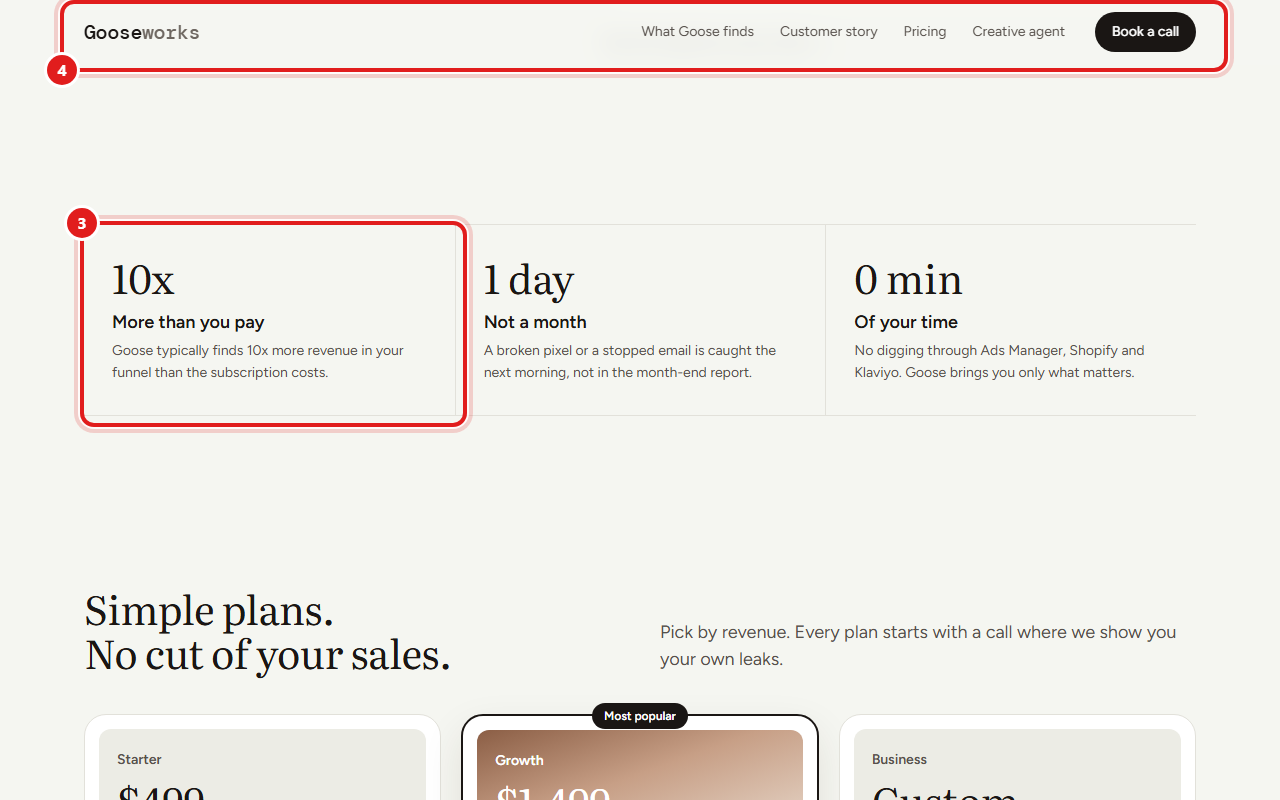 Gooseworks
What Goose finds
Customer story
Pricing
Creative agent
Book a call
4
3
10x
More than you pay
Goose typically finds 10x more revenue in your
funnel than the subscription costs.
1 day
Not a month
A broken pixel or a stopped email is caught the
next morning, not in the month-end report.
0 min
Of your time
No digging through Ads Manager, Shopify and
Klaviyo. Goose brings you only what matters.
Simple plans.
No cut of your sales.
Pick by revenue. Every plan starts with a call where we show you
your own leaks.
Starter
$499
Most popular
Growth
$1,499
Business
Custom